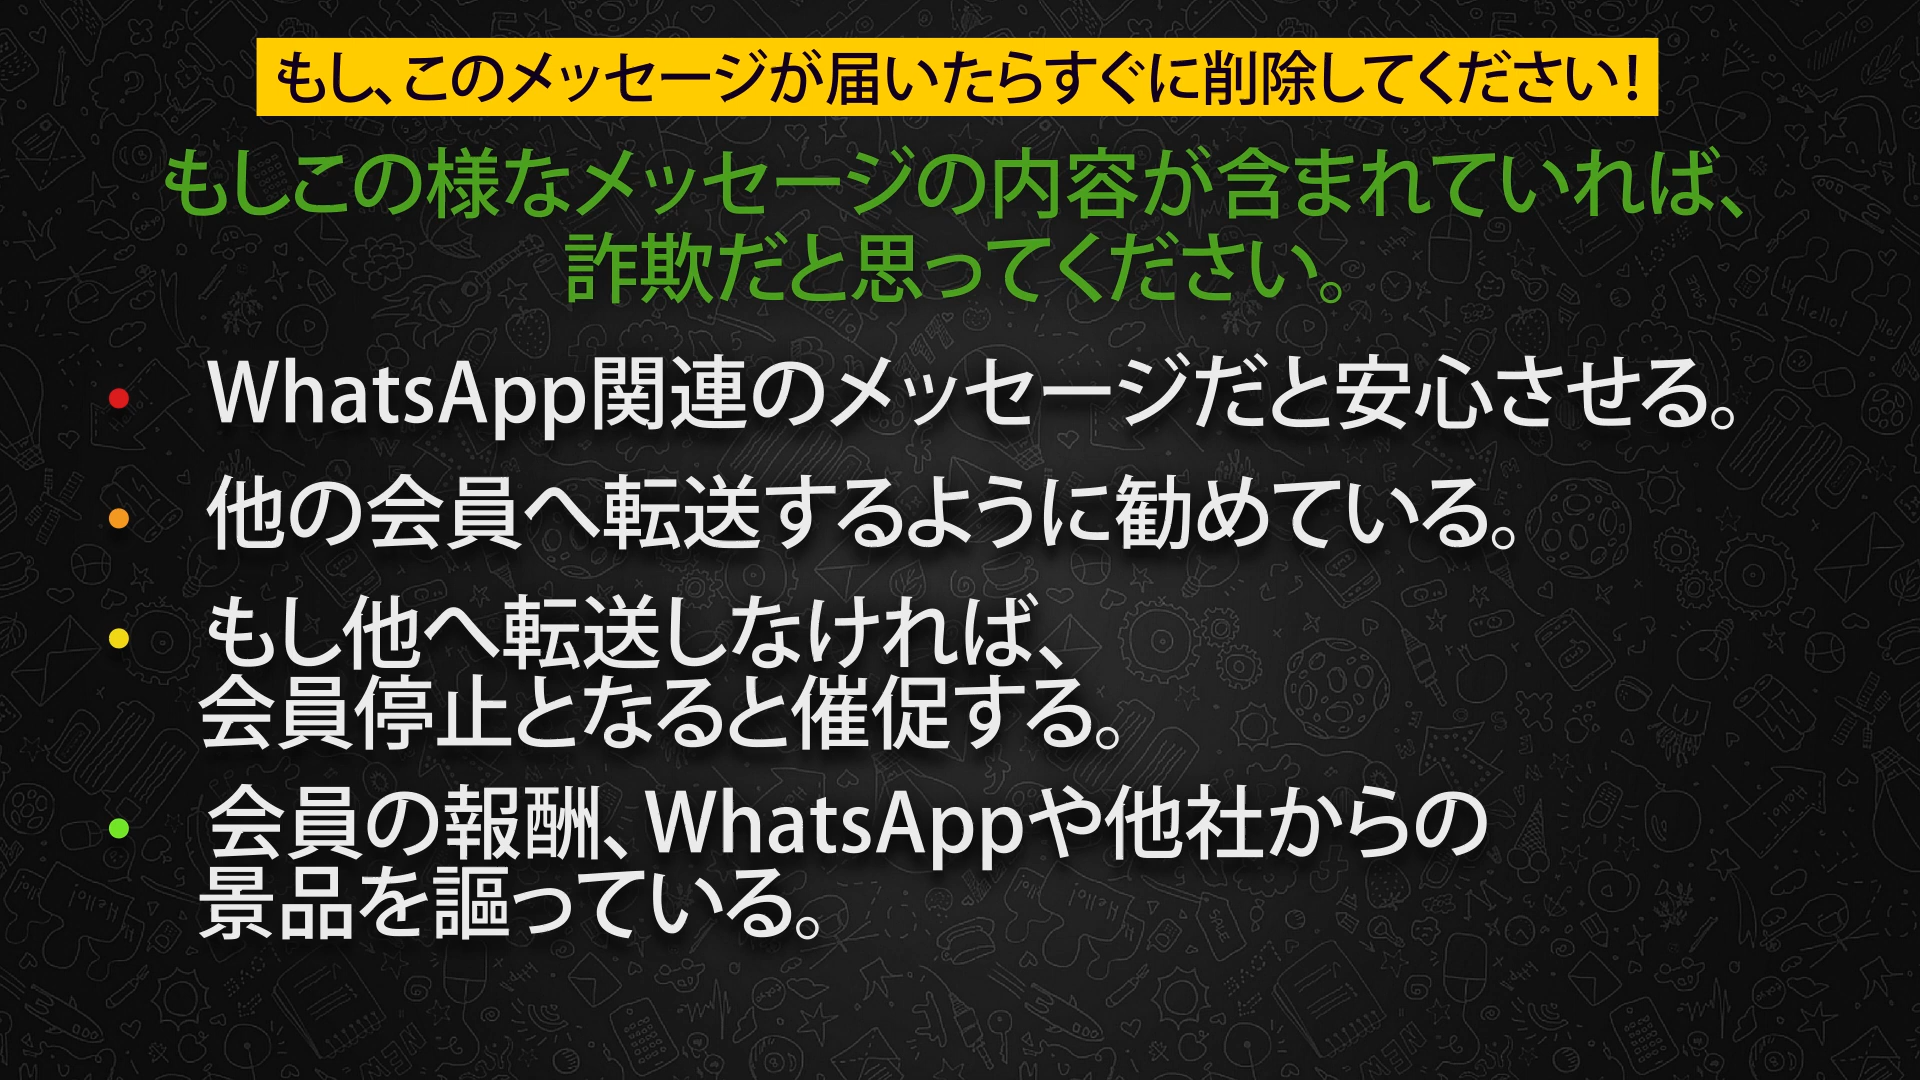 もし、このメッセージが届いたらすぐに削除してください！
もしこの様なメッセージの内容が含まれていれば、
詐欺だと思ってください。
• WhatsApp関連のメッセージだと安心させる。
• 他の会員へ転送するように勧めている。
• もし他へ転送しなければ、
会員停止となると催促する。
• 会員の報酬、WhatsAppや他社からの
景品を謳っている。